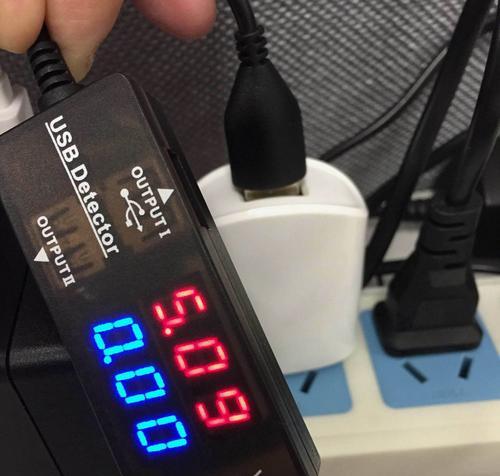 USB Detector
OUTPUT I
OUTPUT II
5.09
0.00